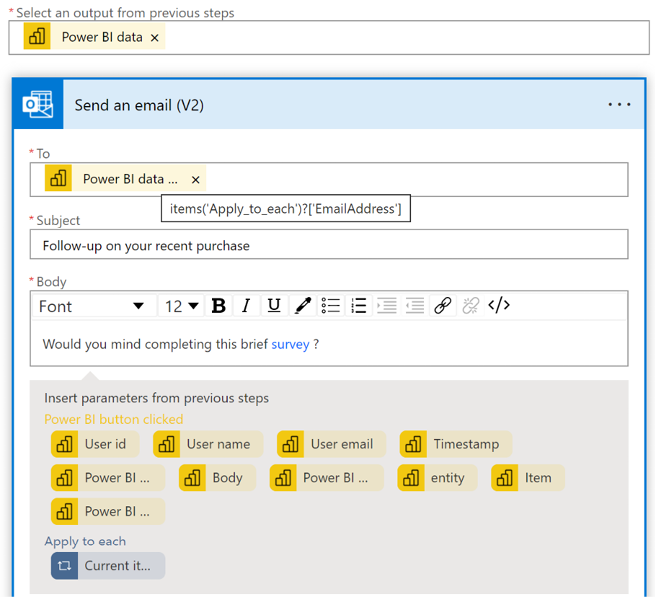 * Select an output from previous steps
Power BI data ×
Send an email (V2) ...
* To
Power BI data ... ×
items('Apply_to_each')?['EmailAddress']
* Subject
Follow-up on your recent purchase
* Body
Font 12 B I U </>
Would you mind completing this brief survey ?
Insert parameters from previous steps
Power BI button clicked
User id User name User email Timestamp
Power BI ... Body Power BI ... entity Item
Power BI ...
Apply to each
Current it...